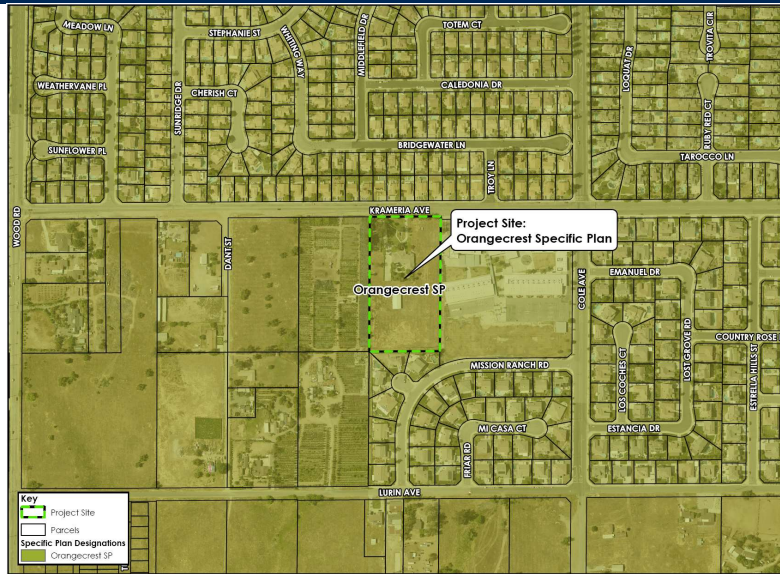 MEADOW LN
STEPHANIE ST
WHITING WAY
MIDDLEFIELD DR
TOTEM CT
LOQUAT DR
TROVITA CIR
WEATHERVANE PL
SUNRIDGE DR
CHERISH CT
CALEDONIA DR
RUBY RED CT
SUNFLOWER PL
BRIDGEWATER LN
TROY LN
TAROCCO LN
WOOD RD
KRAMERIA AVE
DANT ST
Project Site:
Orangecrest Specific Plan
Orangecrest SP
COLE AVE
EMANUEL DR
LOST GROVE RD
COUNTRY ROSE
LOS COCHES CT
ESTRELLA HILLS ST
MISSION RANCH RD
MI CASA CT
FRIAR RD
ESTANCIA DR
LURIN AVE
Key
Project Site
Parcels
Specific Plan Designations
Orangecrest SP